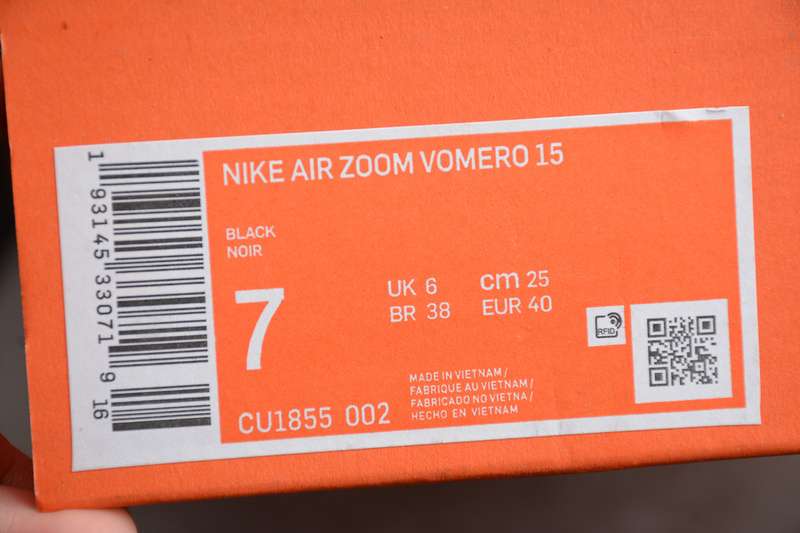 NIKE AIR ZOOM VOMERO 15
BLACK
NOIR
7
UK 6 cm 25
BR 38 EUR 40
RFID
MADE IN VIETNAM /
FABRIQUE AU VIETNAM /
FABRICADO NO VIETNA /
HECHO EN VIETNAM
CU1855 002
1 93145 33071 9 16